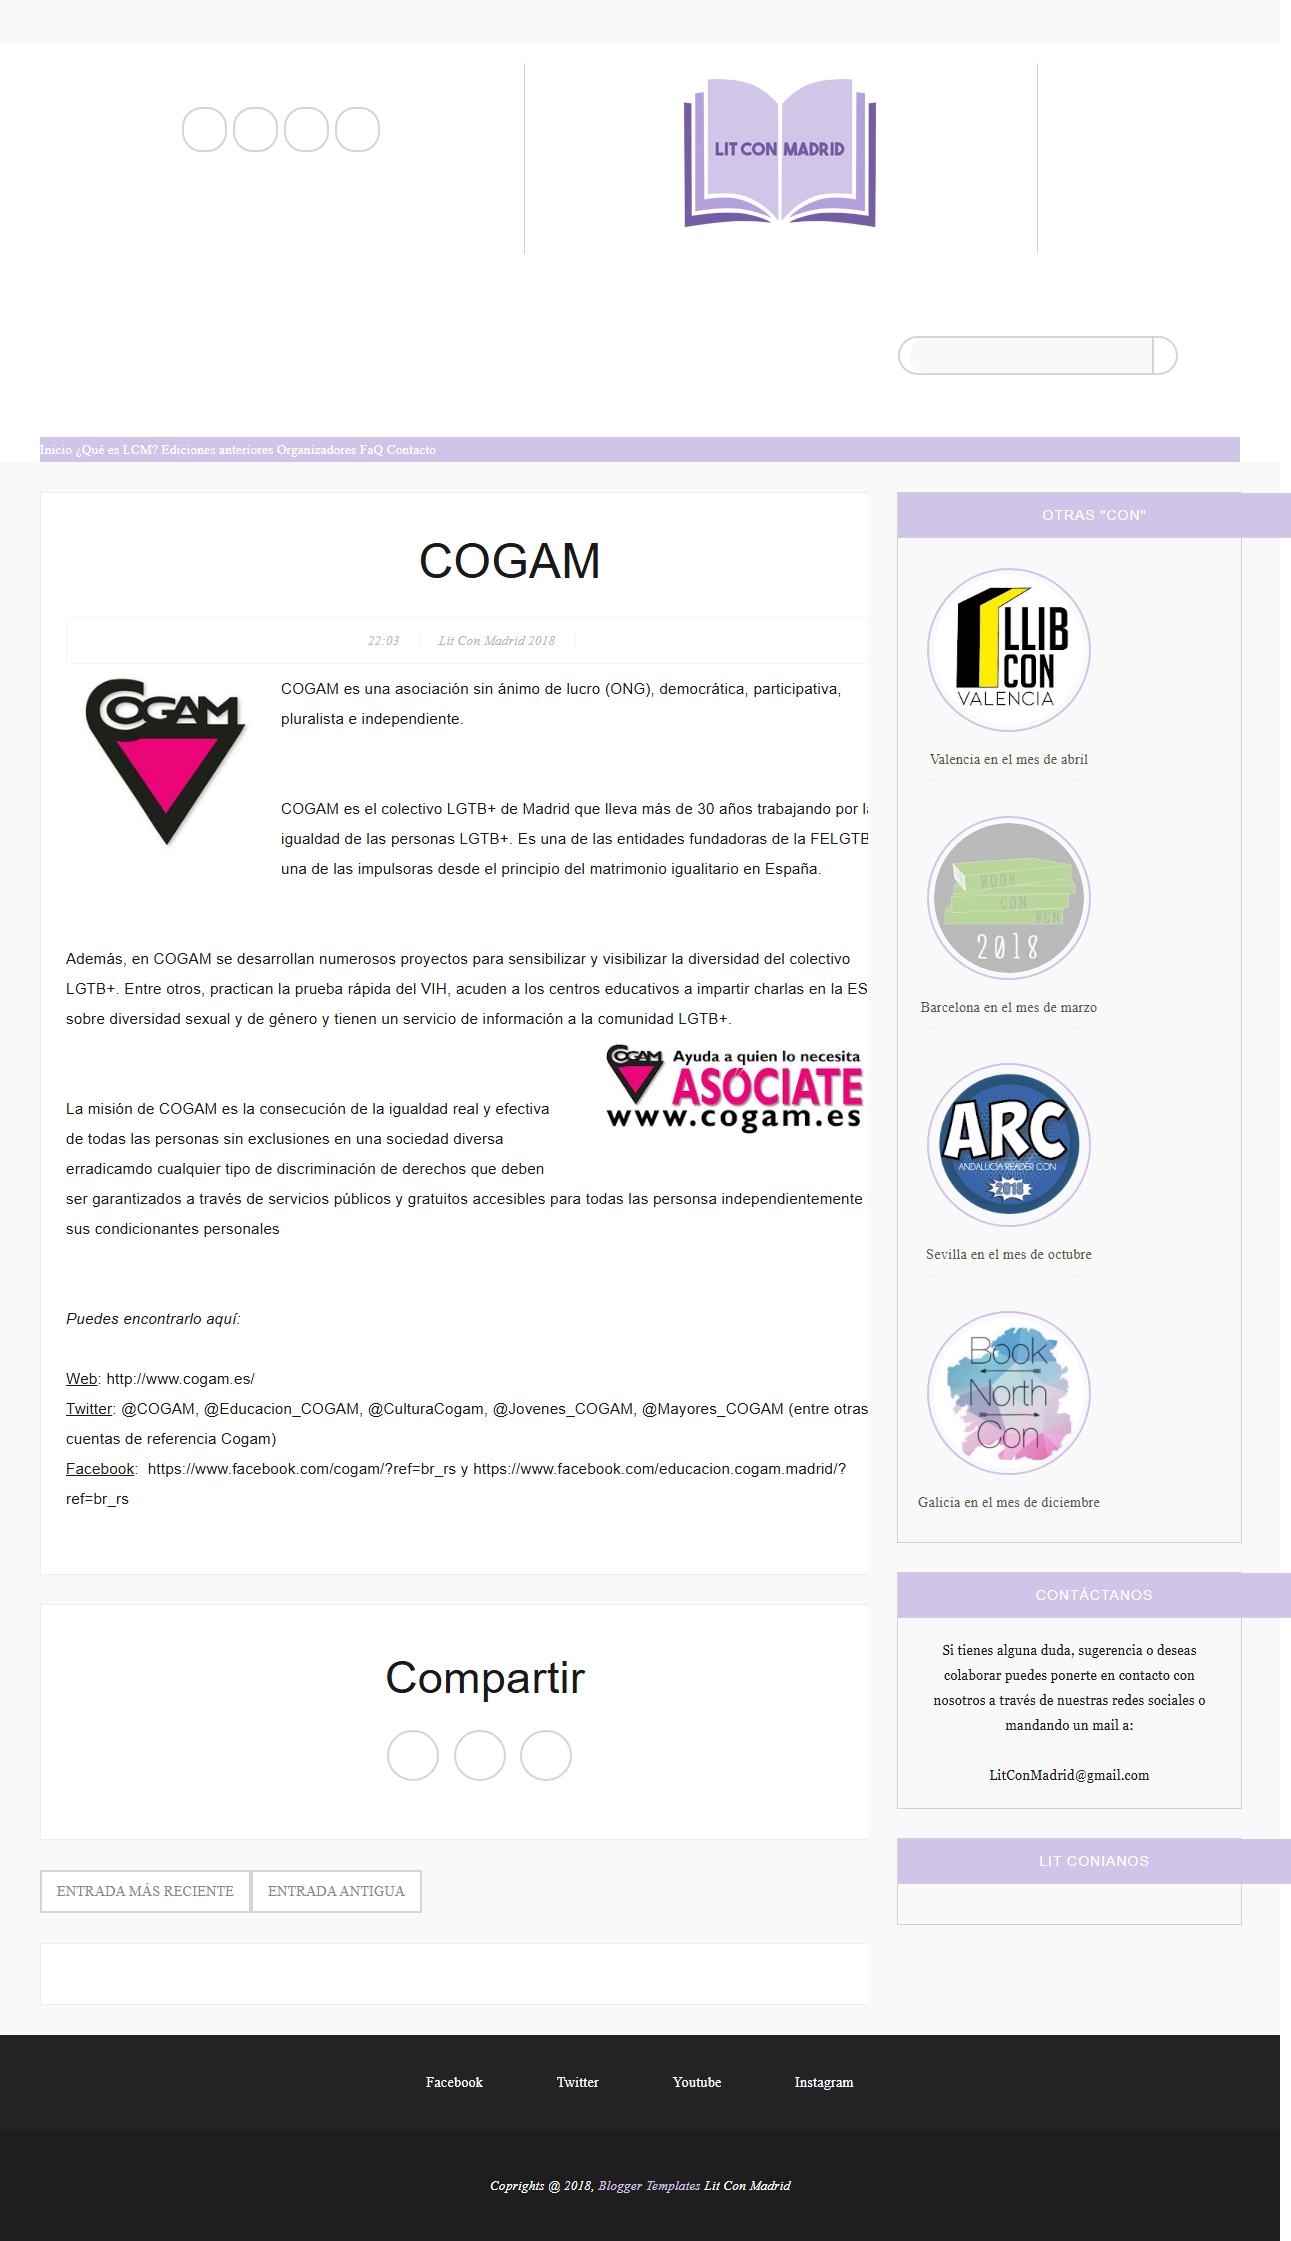 LIT CON MADRID
Inicio ¿Qué es LCM? Ediciones anteriores Organizadores FaQ Contacto
COGAM
22:03 Lit Con Madrid 2018
COGAM
COGAM es una asociación sin ánimo de lucro (ONG), democrática, participativa,
pluralista e independiente.
COGAM es el colectivo LGTB+ de Madrid que lleva más de 30 años trabajando por
igualdad de las personas LGTB+. Es una de las entidades fundadoras de la FELGTB
una de las impulsoras desde el principio del matrimonio igualitario en España.
Además, en COGAM se desarrollan numerosos proyectos para sensibilizar y visibilizar la diversidad del colectivo
LGTB+. Entre otros, practican la prueba rápida del VIH, acuden a los centros educativos a impartir charlas en la ES
sobre diversidad sexual y de género y tienen un servicio de información a la comunidad LGTB+.
COGAM Ayuda a quien lo necesita
ASÓCIATE
www.cogam.es
La misión de COGAM es la consecución de la igualdad real y efectiva
de todas las personas sin exclusiones en una sociedad diversa
erradicamdo cualquier tipo de discriminación de derechos que deben
ser garantizados a través de servicios públicos y gratuitos accesibles para todas las personsa independientemente
sus condicionantes personales
Puedes encontrarlo aquí:
Web: http://www.cogam.es/
Twitter: @COGAM, @Educacion_COGAM, @CulturaCogam, @Jovenes_COGAM, @Mayores_COGAM (entre otras
cuentas de referencia Cogam)
Facebook: https://www.facebook.com/cogam/?ref=br_rs y https://www.facebook.com/educacion.cogam.madrid/?
ref=br_rs
Compartir
ENTRADA MÁS RECIENTE ENTRADA ANTIGUA
OTRAS "CON"
LLIB
CON
VALENCIA
Valencia en el mes de abril
BOOK
CON
BCN
2018
Barcelona en el mes de marzo
ARC
ANDALUCIA READER CON
2018
Sevilla en el mes de octubre
Book
North
Con
Galicia en el mes de diciembre
CONTÁCTANOS
Si tienes alguna duda, sugerencia o deseas
colaborar puedes ponerte en contacto con
nosotros a través de nuestras redes sociales o
mandando un mail a:
LitConMadrid@gmail.com
LIT CONIANOS
Facebook Twitter Youtube Instagram
Coprights @ 2018, Blogger Templates Lit Con Madrid